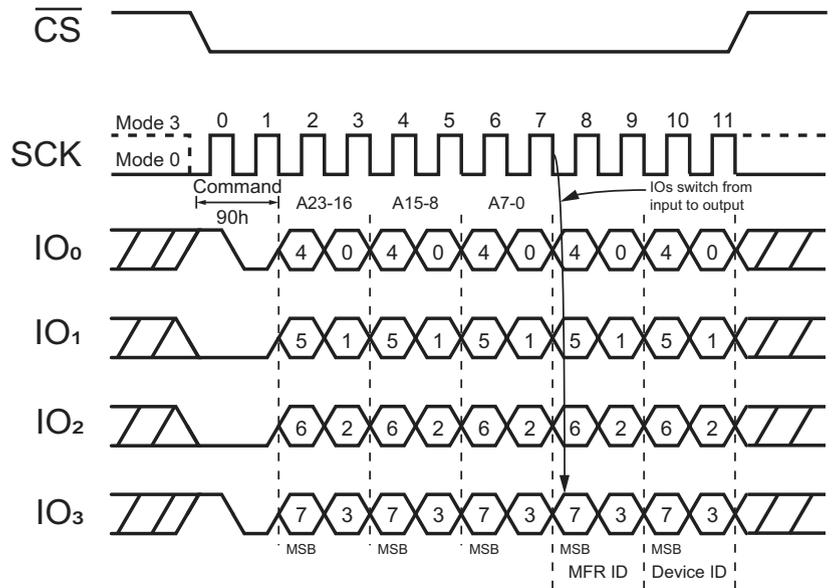 CS
0 1 2 3 4 5 6 7 8 9 10 11
Mode 3
SCK
Mode 0
Command
90h
A23-16 A15-8 A7-0
IOs switch from
input to output
IO₀ 4 0 4 0 4 0 4 0 4 0
IO₁ 5 1 5 1 5 1 5 1 5 1
IO₂ 6 2 6 2 6 2 6 2 6 2
IO₃ 7 3 7 3 7 3 7 3 7 3
MSB MSB MSB MSB MSB
MFR ID Device ID